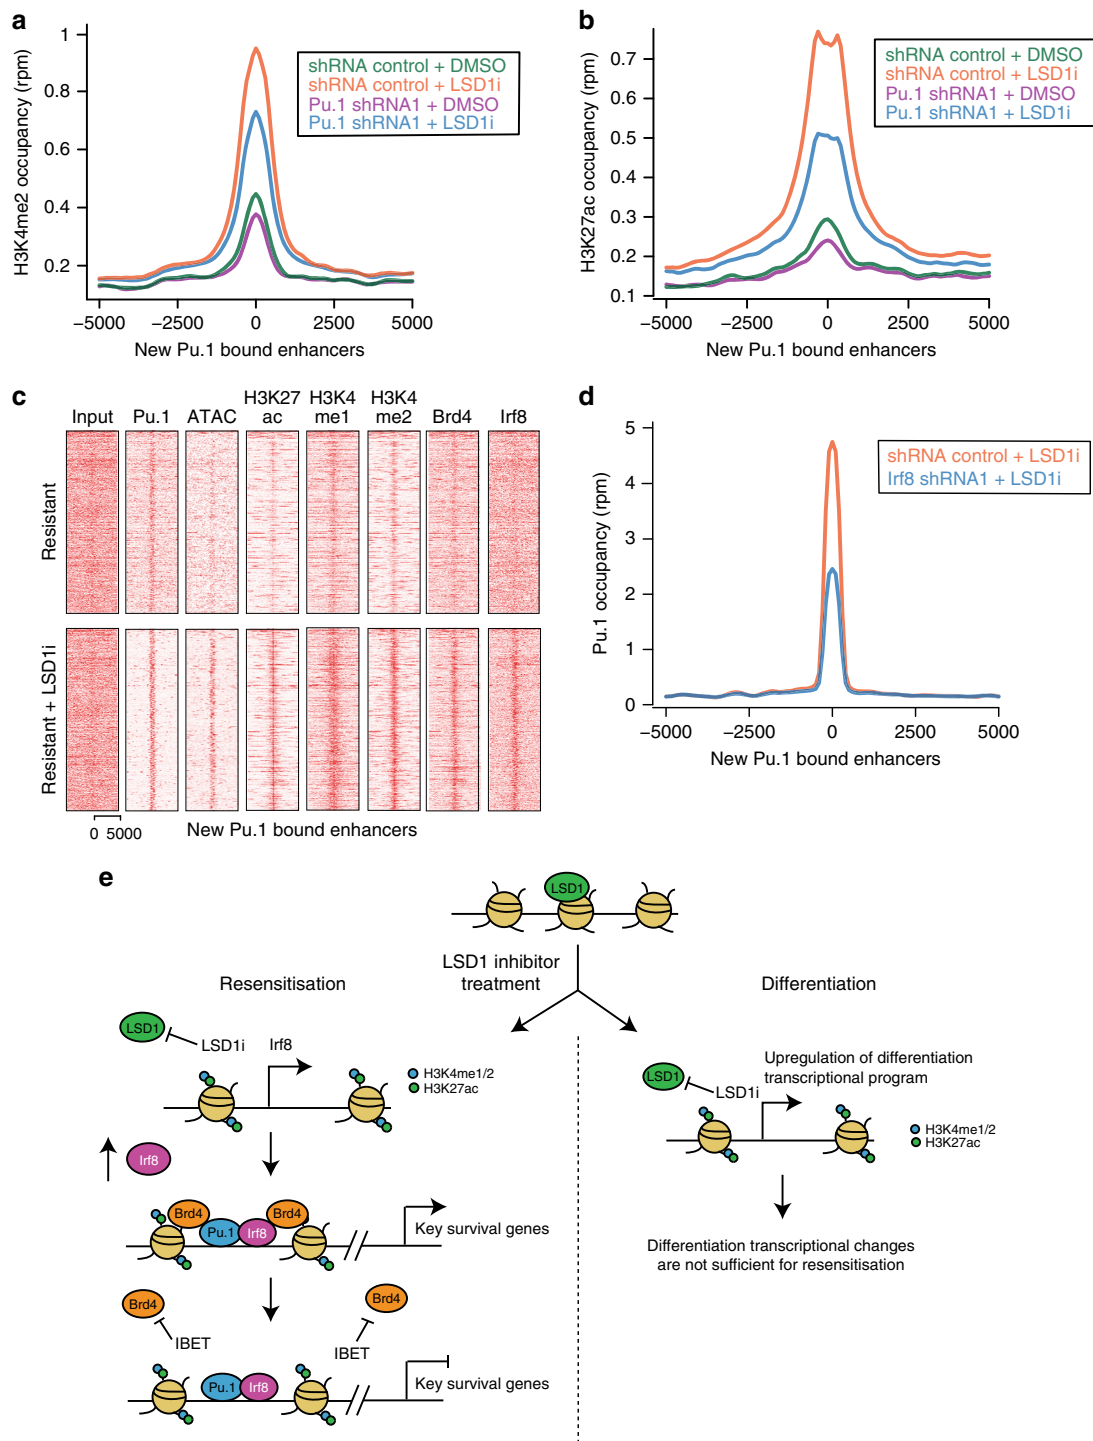 a
H3K4me2 occupancy (rpm)
1
0.8
0.6
0.4
0.2
−5000 −2500 0 2500 5000
New Pu.1 bound enhancers
shRNA control + DMSO
shRNA control + LSD1i
Pu.1 shRNA1 + DMSO
Pu.1 shRNA1 + LSD1i
b
H3K27ac occupancy (rpm)
0.7
0.6
0.5
0.4
0.3
0.2
0.1
−5000 −2500 0 2500 5000
New Pu.1 bound enhancers
shRNA control + DMSO
shRNA control + LSD1i
Pu.1 shRNA1 + DMSO
Pu.1 shRNA1 + LSD1i
c
Input Pu.1 ATAC H3K27 ac H3K4 me1 H3K4 me2 Brd4 Irf8
Resistant
Resistant + LSD1i
0 5000
New Pu.1 bound enhancers
d
Pu.1 occupancy (rpm)
5
4
3
2
1
0
−5000 −2500 0 2500 5000
New Pu.1 bound enhancers
shRNA control + LSD1i
Irf8 shRNA1 + LSD1i
e
LSD1
LSD1 inhibitor
treatment
Resensitisation
LSD1
LSD1i
Irf8
H3K4me1/2
H3K27ac
Irf8
Brd4 Pu.1 Irf8 Brd4
Key survival genes
Brd4
IBET
Brd4
IBET
Pu.1 Irf8
Key survival genes
Differentiation
LSD1
LSD1i
Upregulation of differentiation
transcriptional program
H3K4me1/2
H3K27ac
Differentiation transcriptional changes
are not sufficient for resensitisation